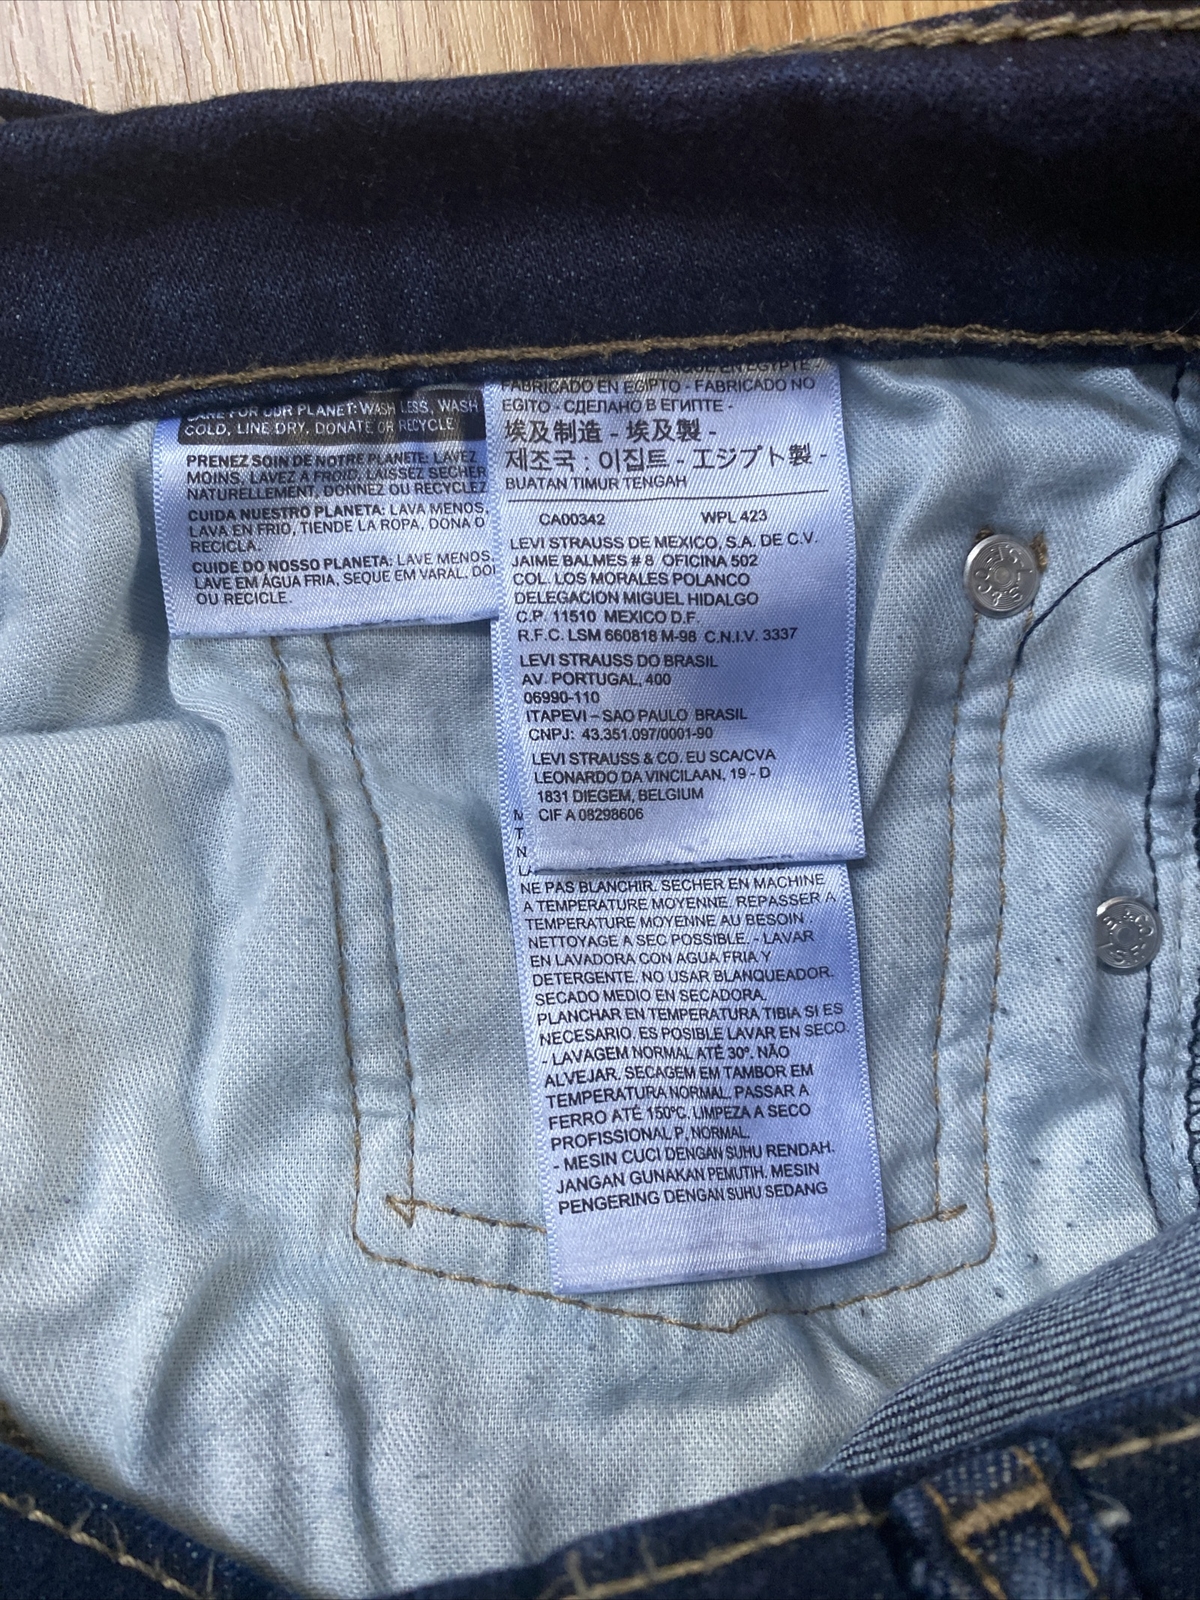 CARE FOR OUR PLANET: WASH LESS, WASH
COLD, LINE DRY, DONATE OR RECYCLE
PRENEZ SOIN DE NOTRE PLANETE: LAVEZ
MOINS, LAVEZ A FROID, LAISSEZ SECHER
NATURELLEMENT, DONNEZ OU RECYCLEZ
CUIDA NUESTRO PLANETA: LAVA MENOS,
LAVA EN FRIO, TIENDE LA ROPA, DONA O
RECICLA.
CUIDE DO NOSSO PLANETA: LAVE MENOS
LAVE EM ÁGUA FRIA, SEQUE EM VARAL, DO
OU RECICLE.
EN EGYPTE
FABRICADO EN EGIPTO - FABRICADO NO
EGITO - СДЕЛАНО В ЕГИПТЕ -
埃及制造 - 埃及製 -
제조국 : 이집트 - エジプト製 -
BUATAN TIMUR TENGAH
CA00342 WPL 423
LEVI STRAUSS DE MEXICO, S.A. DE C.V.
JAIME BALMES # 8 OFICINA 502
COL. LOS MORALES POLANCO
DELEGACION MIGUEL HIDALGO
C.P. 11510 MEXICO D.F.
R.F.C. LSM 660818 M-98 C.N.I.V. 3337
LEVI STRAUSS DO BRASIL
AV. PORTUGAL, 400
06990-110
ITAPEVI – SAO PAULO BRASIL
CNPJ: 43.351.097/0001-90
LEVI STRAUSS & CO. EU SCA/CVA
LEONARDO DA VINCILAAN, 19 - D
1831 DIEGEM, BELGIUM
CIF A 08298606
NE PAS BLANCHIR. SECHER EN MACHINE
A TEMPERATURE MOYENNE. REPASSER A
TEMPERATURE MOYENNE AU BESOIN
NETTOYAGE A SEC POSSIBLE. - LAVAR
EN LAVADORA CON AGUA FRIA Y
DETERGENTE. NO USAR BLANQUEADOR.
SECADO MEDIO EN SECADORA.
PLANCHAR EN TEMPERATURA TIBIA SI ES
NECESARIO. ES POSIBLE LAVAR EN SECO.
- LAVAGEM NORMAL ATÉ 30°. NÃO
ALVEJAR. SECAGEM EM TAMBOR EM
TEMPERATURA NORMAL. PASSAR A
FERRO ATÉ 150°C. LIMPEZA A SECO
PROFISSIONAL P, NORMAL.
- MESIN CUCI DENGAN SUHU RENDAH.
JANGAN GUNAKAN PEMUTIH. MESIN
PENGERING DENGAN SUHU SEDANG